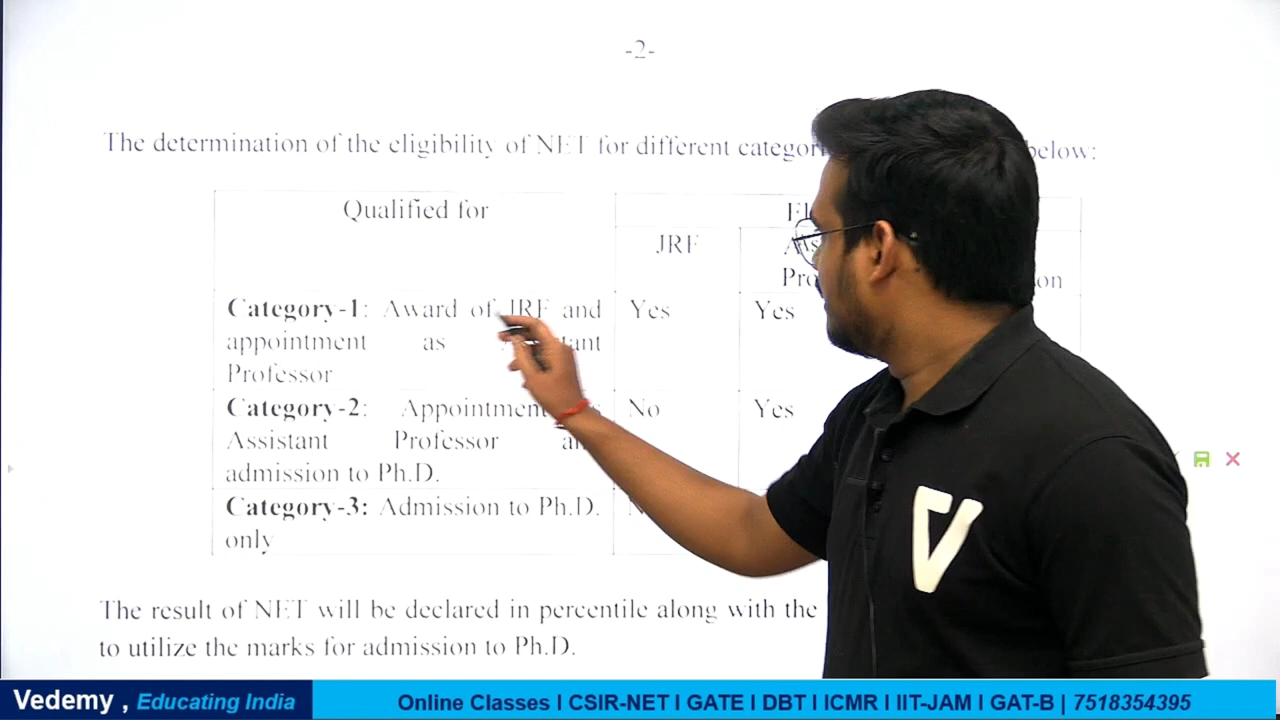 -2-
The determination of the eligibility of NET for different below:
Qualified for
JRF
Category-1: Award of JRF and Yes Yes
appointment as
Professor
Category-2: Appointment No Yes
Assistant Professor
admission to Ph.D.
Category-3: Admission to Ph.D.
only
The result of NET will be declared in percentile along with the
to utilize the marks for admission to Ph.D.
Vedemy , Educating India
Online Classes I CSIR-NET I GATE I DBT I ICMR I IIT-JAM I GAT-B | 7518354395